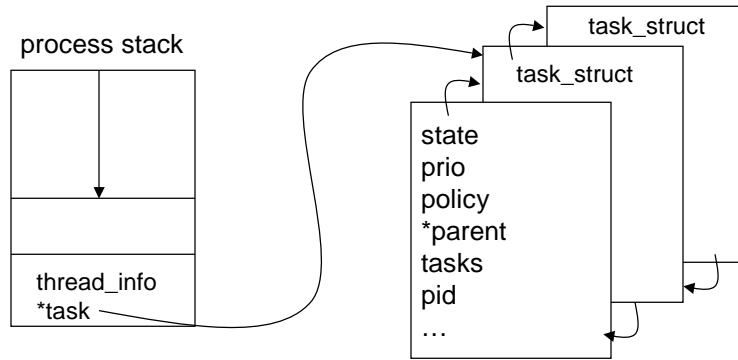 process stack
thread_info
*task
task_struct
task_struct
state
prio
policy
*parent
tasks
pid
…